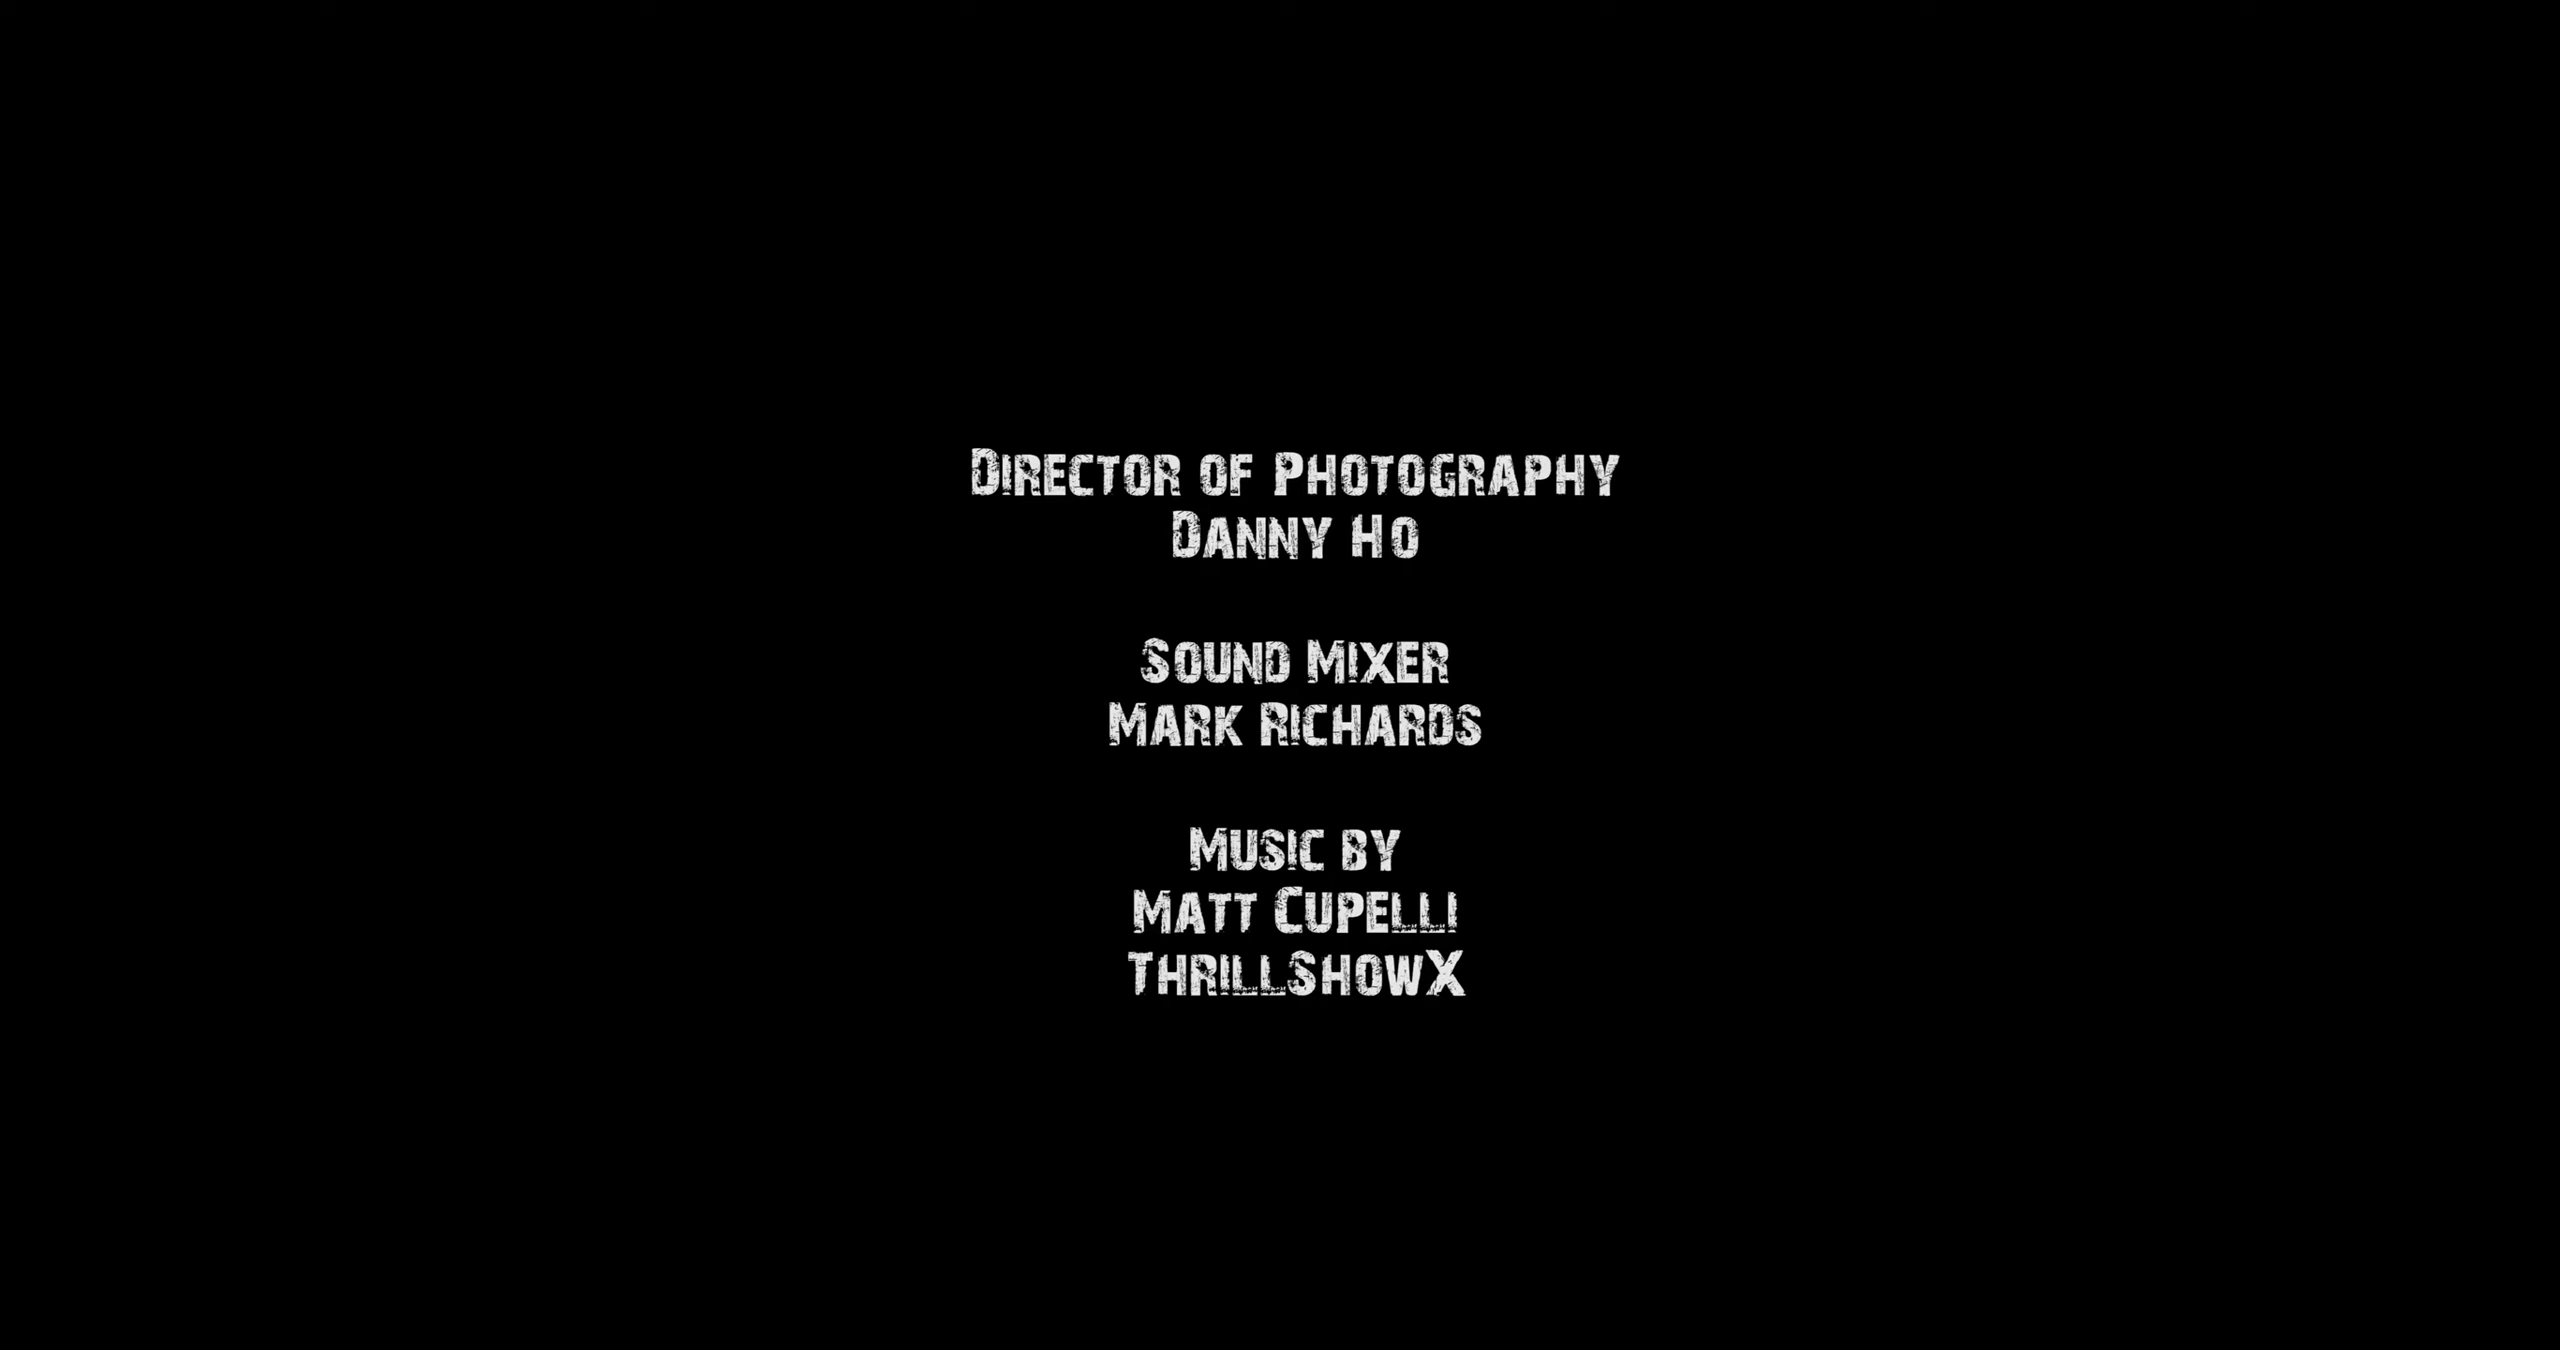 Director of Photography
Danny Ho
Sound Mixer
Mark Richards
Music by
Matt Cupelli
ThrillShowX